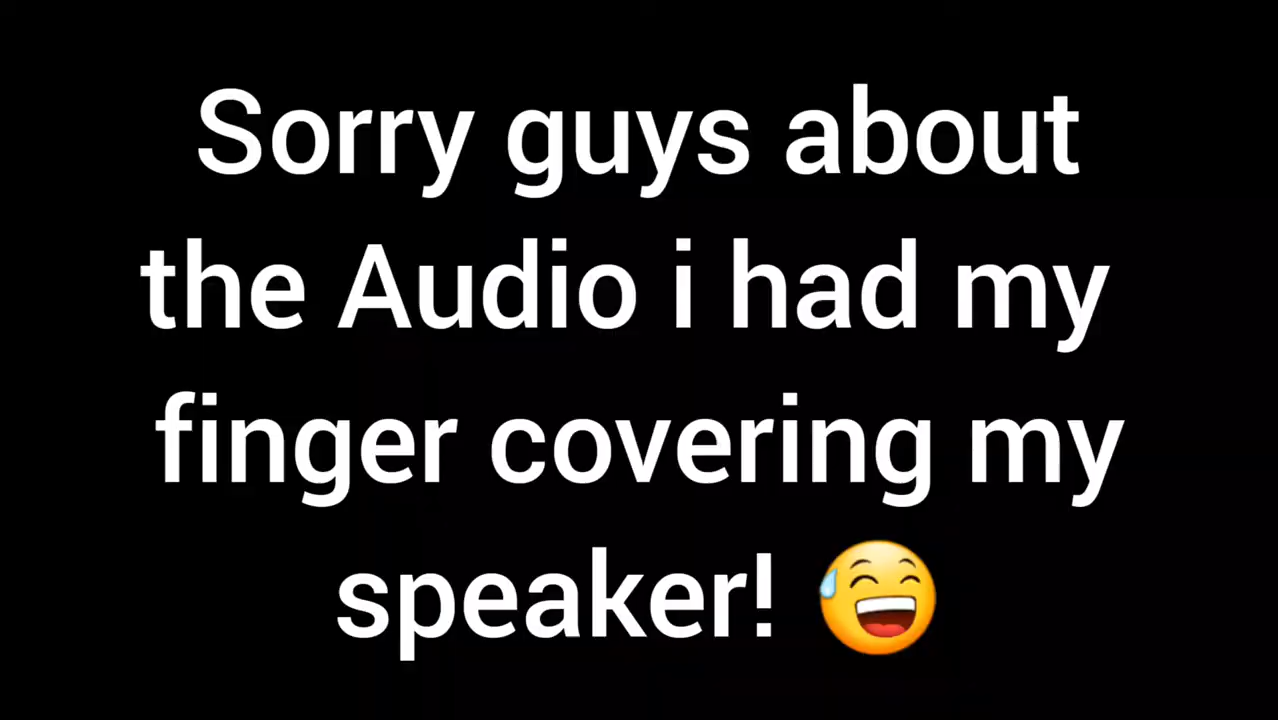 Sorry guys about
the Audio i had my
finger covering my
speaker! 😅